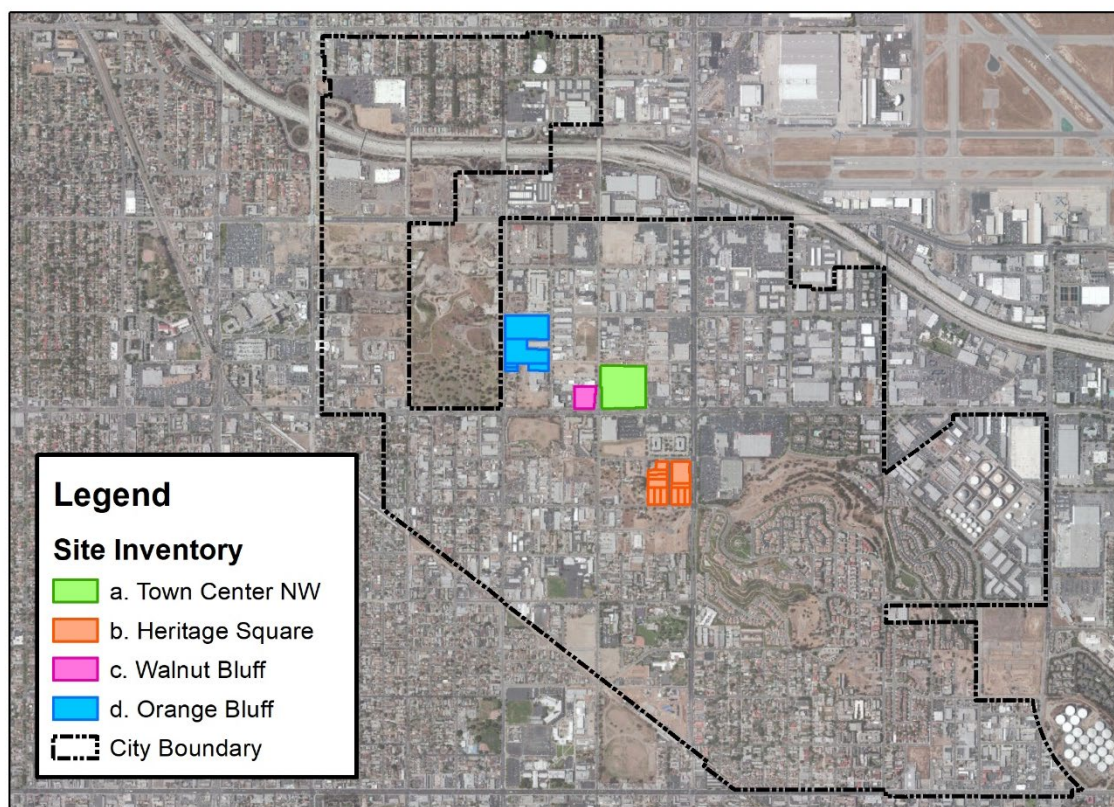 Legend
Site Inventory
a. Town Center NW
b. Heritage Square
c. Walnut Bluff
d. Orange Bluff
City Boundary